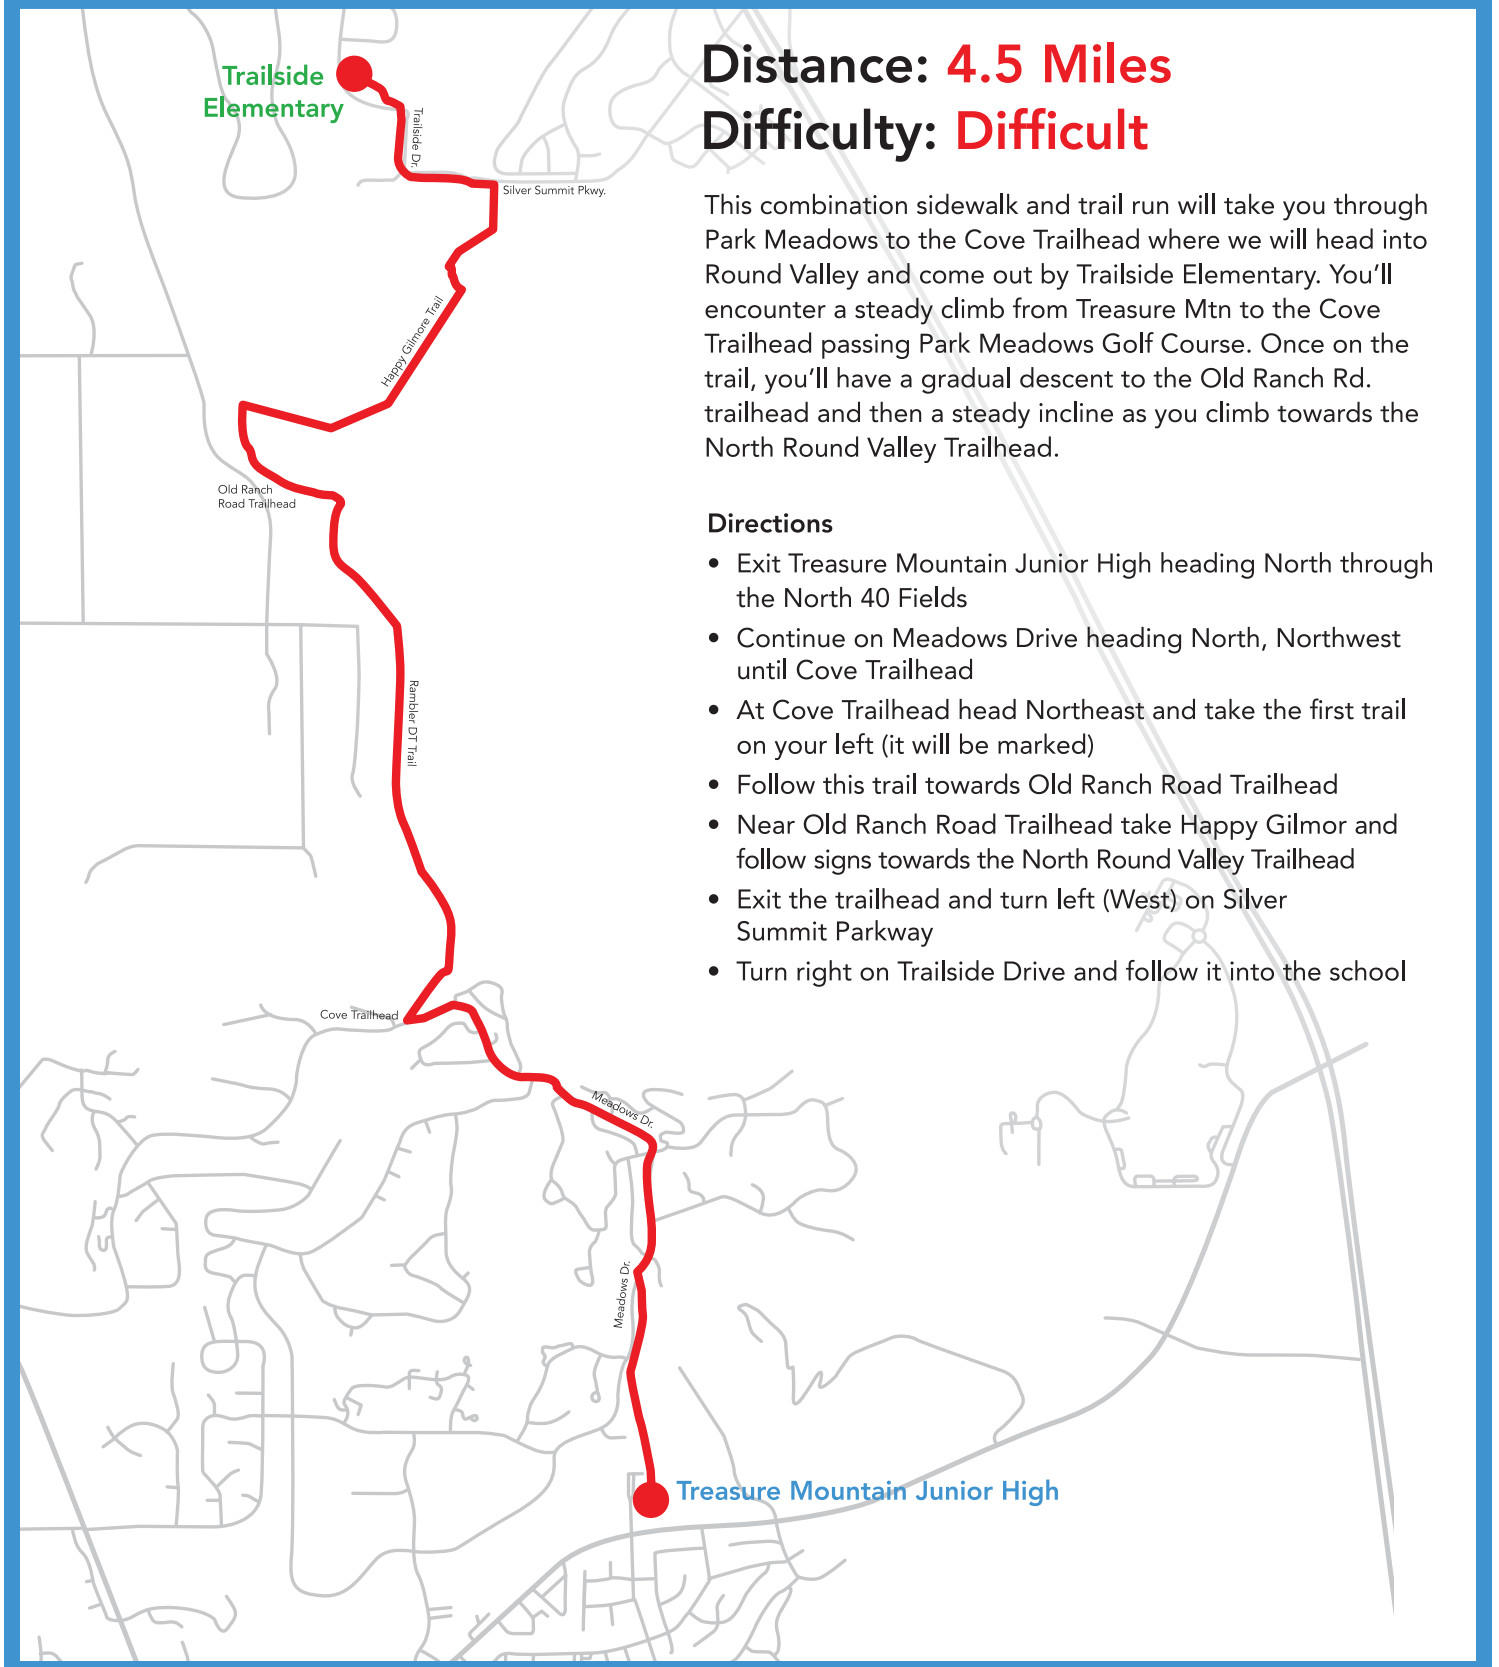 Distance: 4.5 Miles
Difficulty: Difficult
This combination sidewalk and trail run will take you through
Park Meadows to the Cove Trailhead where we will head into
Round Valley and come out by Trailside Elementary. You’ll
encounter a steady climb from Treasure Mtn to the Cove
Trailhead passing Park Meadows Golf Course. Once on the
trail, you’ll have a gradual descent to the Old Ranch Rd.
trailhead and then a steady incline as you climb towards the
North Round Valley Trailhead.
Directions
• Exit Treasure Mountain Junior High heading North through
the North 40 Fields
• Continue on Meadows Drive heading North, Northwest
until Cove Trailhead
• At Cove Trailhead head Northeast and take the first trail
on your left (it will be marked)
• Follow this trail towards Old Ranch Road Trailhead
• Near Old Ranch Road Trailhead take Happy Gilmor and
follow signs towards the North Round Valley Trailhead
• Exit the trailhead and turn left (West) on Silver
Summit Parkway
• Turn right on Trailside Drive and follow it into the school
Trailside
Elementary
Trailside Dr.
Silver Summit Pkwy.
Happy Gilmore Trail
Old Ranch
Road Trailhead
Rambler DT Trail
Cove Trailhead
Meadows Dr.
Meadows Dr.
Treasure Mountain Junior High